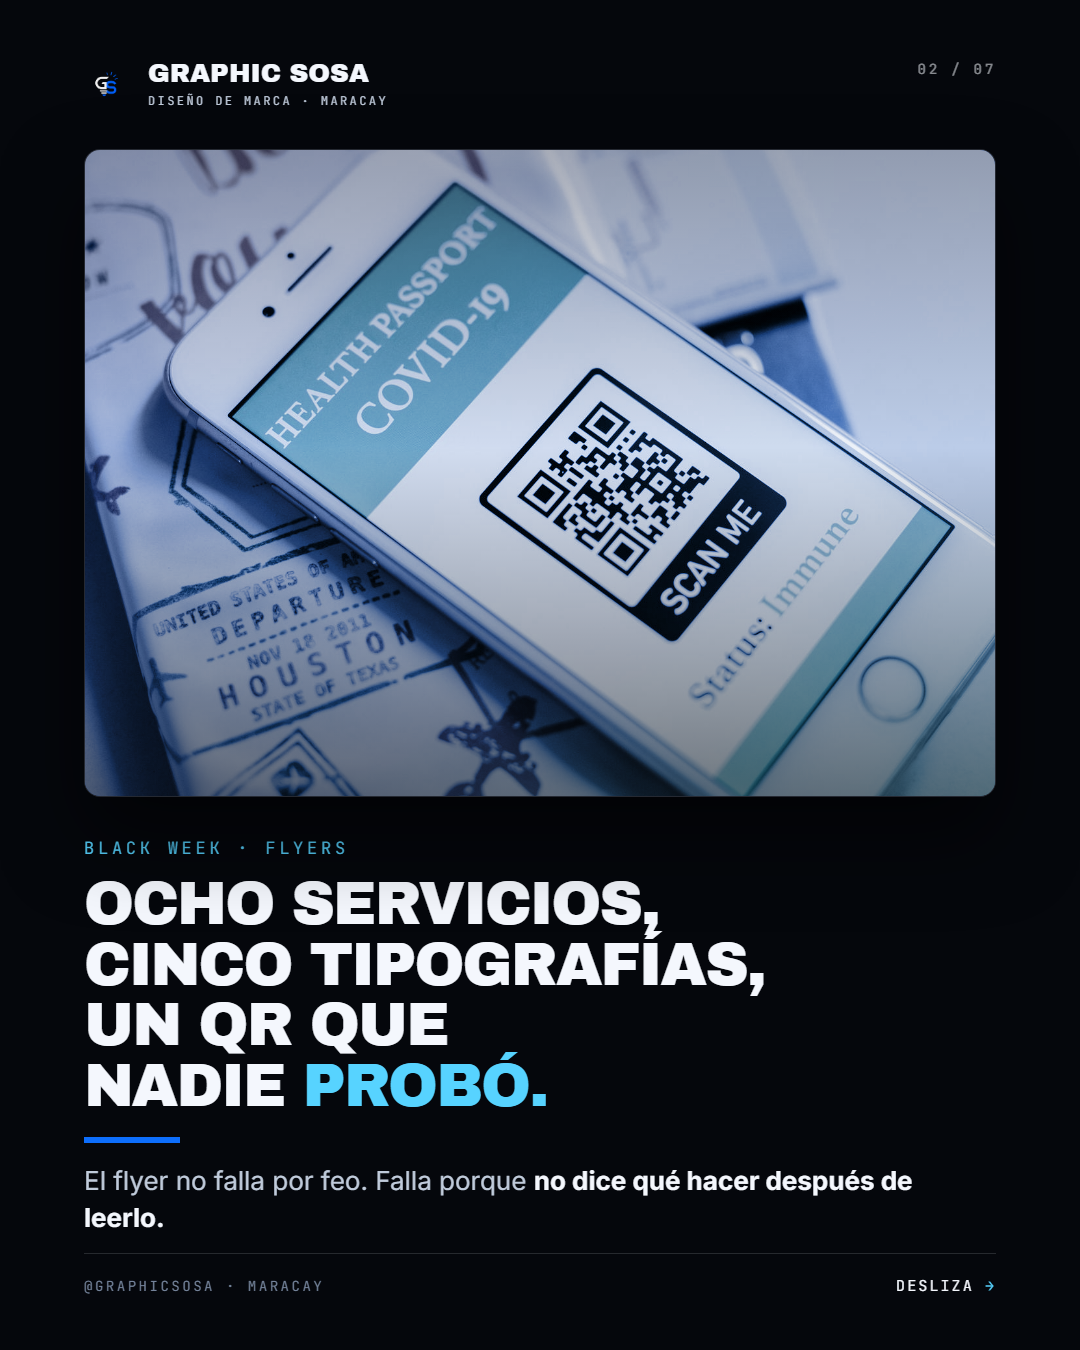 GRAPHIC SOSA
DISEÑO DE MARCA · MARACAY
02 / 07
HEALTH PASSPORT
COVID-19
SCAN ME
Status: Immune
UNITED STATES OF
DEPARTURE
NOV 18 2011
HOUSTON
STATE OF TEXAS
BLACK WEEK · FLYERS
OCHO SERVICIOS,
CINCO TIPOGRAFÍAS,
UN QR QUE
NADIE PROBÓ.
El flyer no falla por feo. Falla porque no dice qué hacer después de
leerlo.
@GRAPHICSOSA · MARACAY
DESLIZA →